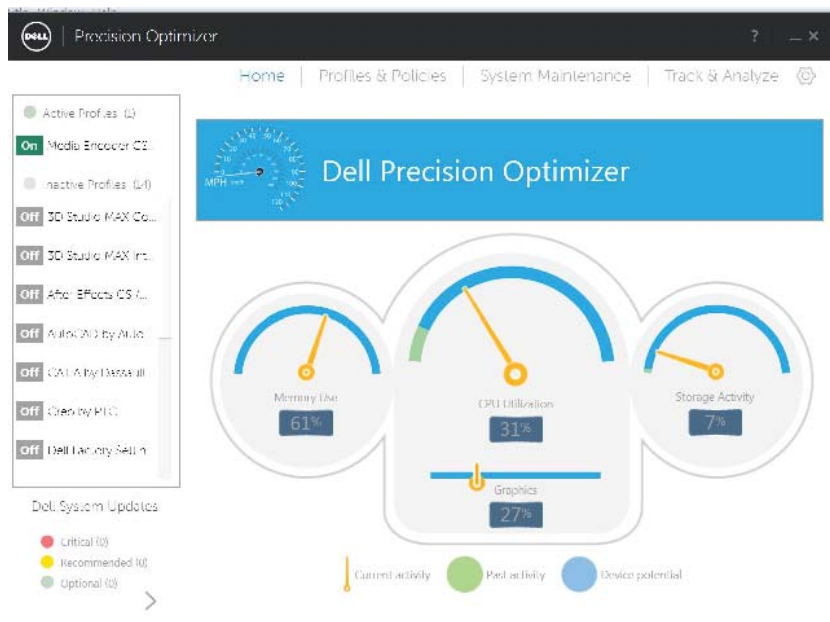 DELL Precision Optimizer ? _ ×
Home Profiles & Policies System Maintenance Track & Analyze
Active Profiles (1)
On Media Encoder CS...
Inactive Profiles (14)
Off 3D Studio MAX Co...
Off 3D Studio MAX Int...
Off After Effects CS
Off AutoCAD by Auto
Off CATIA by Dassault
Off Creo by PTC
Off Dell Factory
MPH
Dell Precision Optimizer
Memory Use
61%
CPU Utilization
31%
Storage Activity
7%
Graphics
27%
Dell System Updates
Critical (0)
Recommended (0)
Optional (0)
Current activity Past activity Device potential